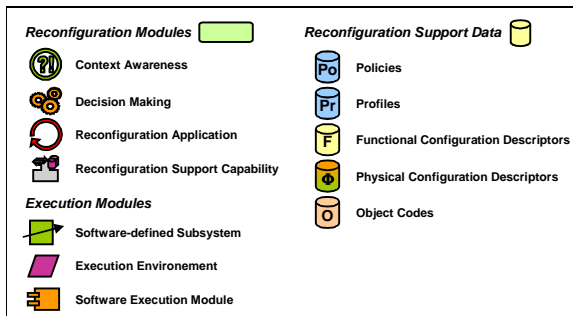 Reconfiguration Modules
?!
Context Awareness
Decision Making
Reconfiguration Application
Reconfiguration Support Capability
Execution Modules
Software-defined Subsystem
Execution Environement
Software Execution Module
Reconfiguration Support Data
Po
Policies
Pr
Profiles
F
Functional Configuration Descriptors
Φ
Physical Configuration Descriptors
O
Object Codes